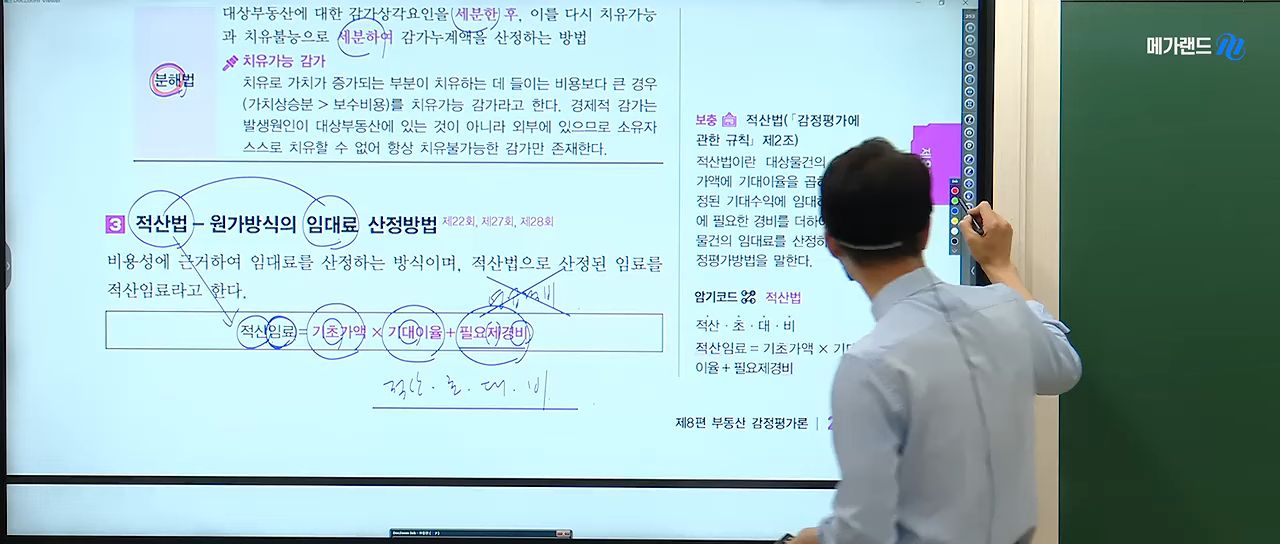 대상부동산에 대한 감가상각요인을 세분한 후, 이를 다시 치유가능
과 치유불능으로 세분하여 감가누계액을 산정하는 방법
분해법
치유가능 감가
치유로 가치가 증가되는 부분이 치유하는 데 들이는 비용보다 큰 경우
(가치상승분 > 보수비용)를 치유가능 감가라고 한다. 경제적 감가는
발생원인이 대상부동산에 있는 것이 아니라 외부에 있으므로 소유자
스스로 치유할 수 없어 항상 치유불가능한 감가만 존재한다.
3 적산법 – 원가방식의 임대료 산정방법 제22회, 제27회, 제28회
비용성에 근거하여 임대료를 산정하는 방식이며, 적산법으로 산정된 임료를
적산임료라고 한다.
적산임료 = 기초가액 × 기대이율 + 필요제경비
적산 · 초 · 대 · 비
보충 적산법(「감정평가에
관한 규칙」 제2조)
적산법이란 대상물건의
가액에 기대이율을
정된 기대수익에
에 필요한 경비를
물건의 임대료를
정평가방법을 말한다.
암기코드 적산법
적산 · 초 · 대 · 비
적산임료 = 기초가액 ×
이율 + 필요제경비
제8편 부동산 감정평가론
메가랜드